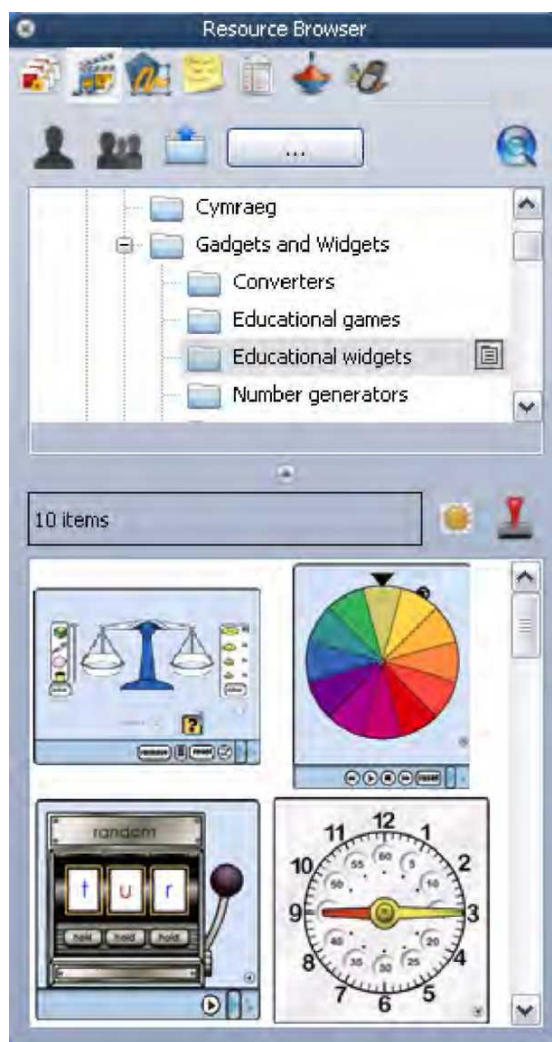 Resource Browser
...
Cymraeg
Gadgets and Widgets
Converters
Educational games
Educational widgets
Number generators
10 items
?
random
t u r
hold hold hold
reset
12
11 1
10 2
9 3
8 4
7 5
6
60
55 5
50 10
40 20
35 25
30